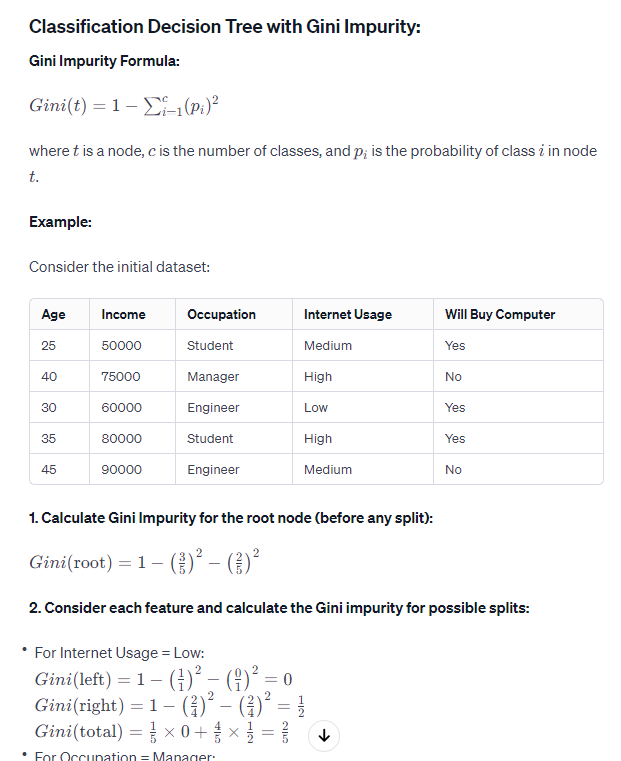 Classification Decision Tree with Gini Impurity:
Gini Impurity Formula:
Gini(t) = 1 − ∑ᶜᵢ₌₁(pᵢ)²
where t is a node, c is the number of classes, and pᵢ is the probability of class i in node
t.
Example:
Consider the initial dataset:
Age Income Occupation Internet Usage Will Buy Computer
25 50000 Student Medium Yes
40 75000 Manager High No
30 60000 Engineer Low Yes
35 80000 Student High Yes
45 90000 Engineer Medium No
1. Calculate Gini Impurity for the root node (before any split):
Gini(root) = 1 − (3/5)² − (2/5)²
2. Consider each feature and calculate the Gini impurity for possible splits:
• For Internet Usage = Low:
Gini(left) = 1 − (1/1)² − (0/1)² = 0
Gini(right) = 1 − (2/4)² − (2/4)² = 1/2
Gini(total) = 1/5 × 0 + 4/5 × 1/2 = 2/5
• For Occupation = Manager: